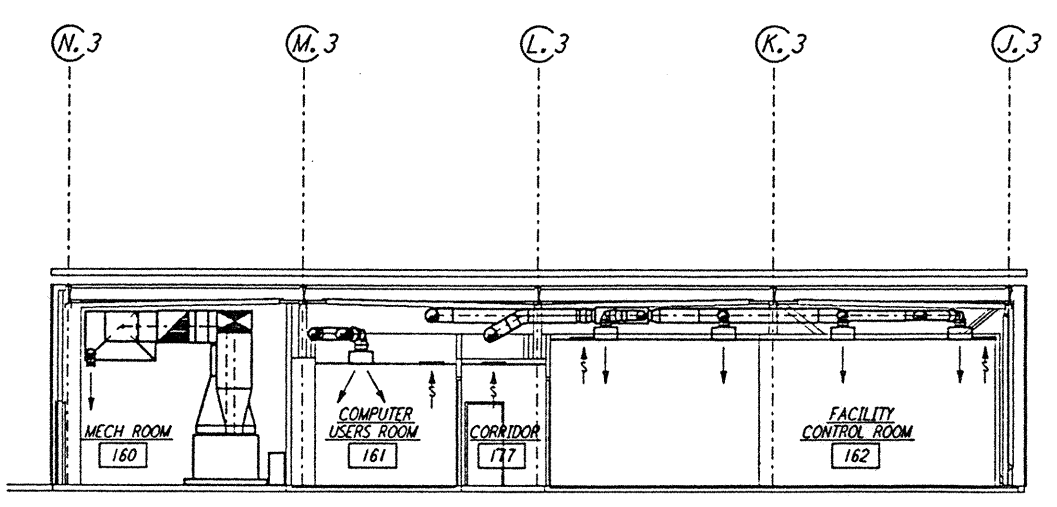 N.3 M.3 L.3 K.3 J.3
S S S S
MECH ROOM
160
COMPUTER
USERS ROOM
161
CORRIDOR
177
FACILITY
CONTROL ROOM
162